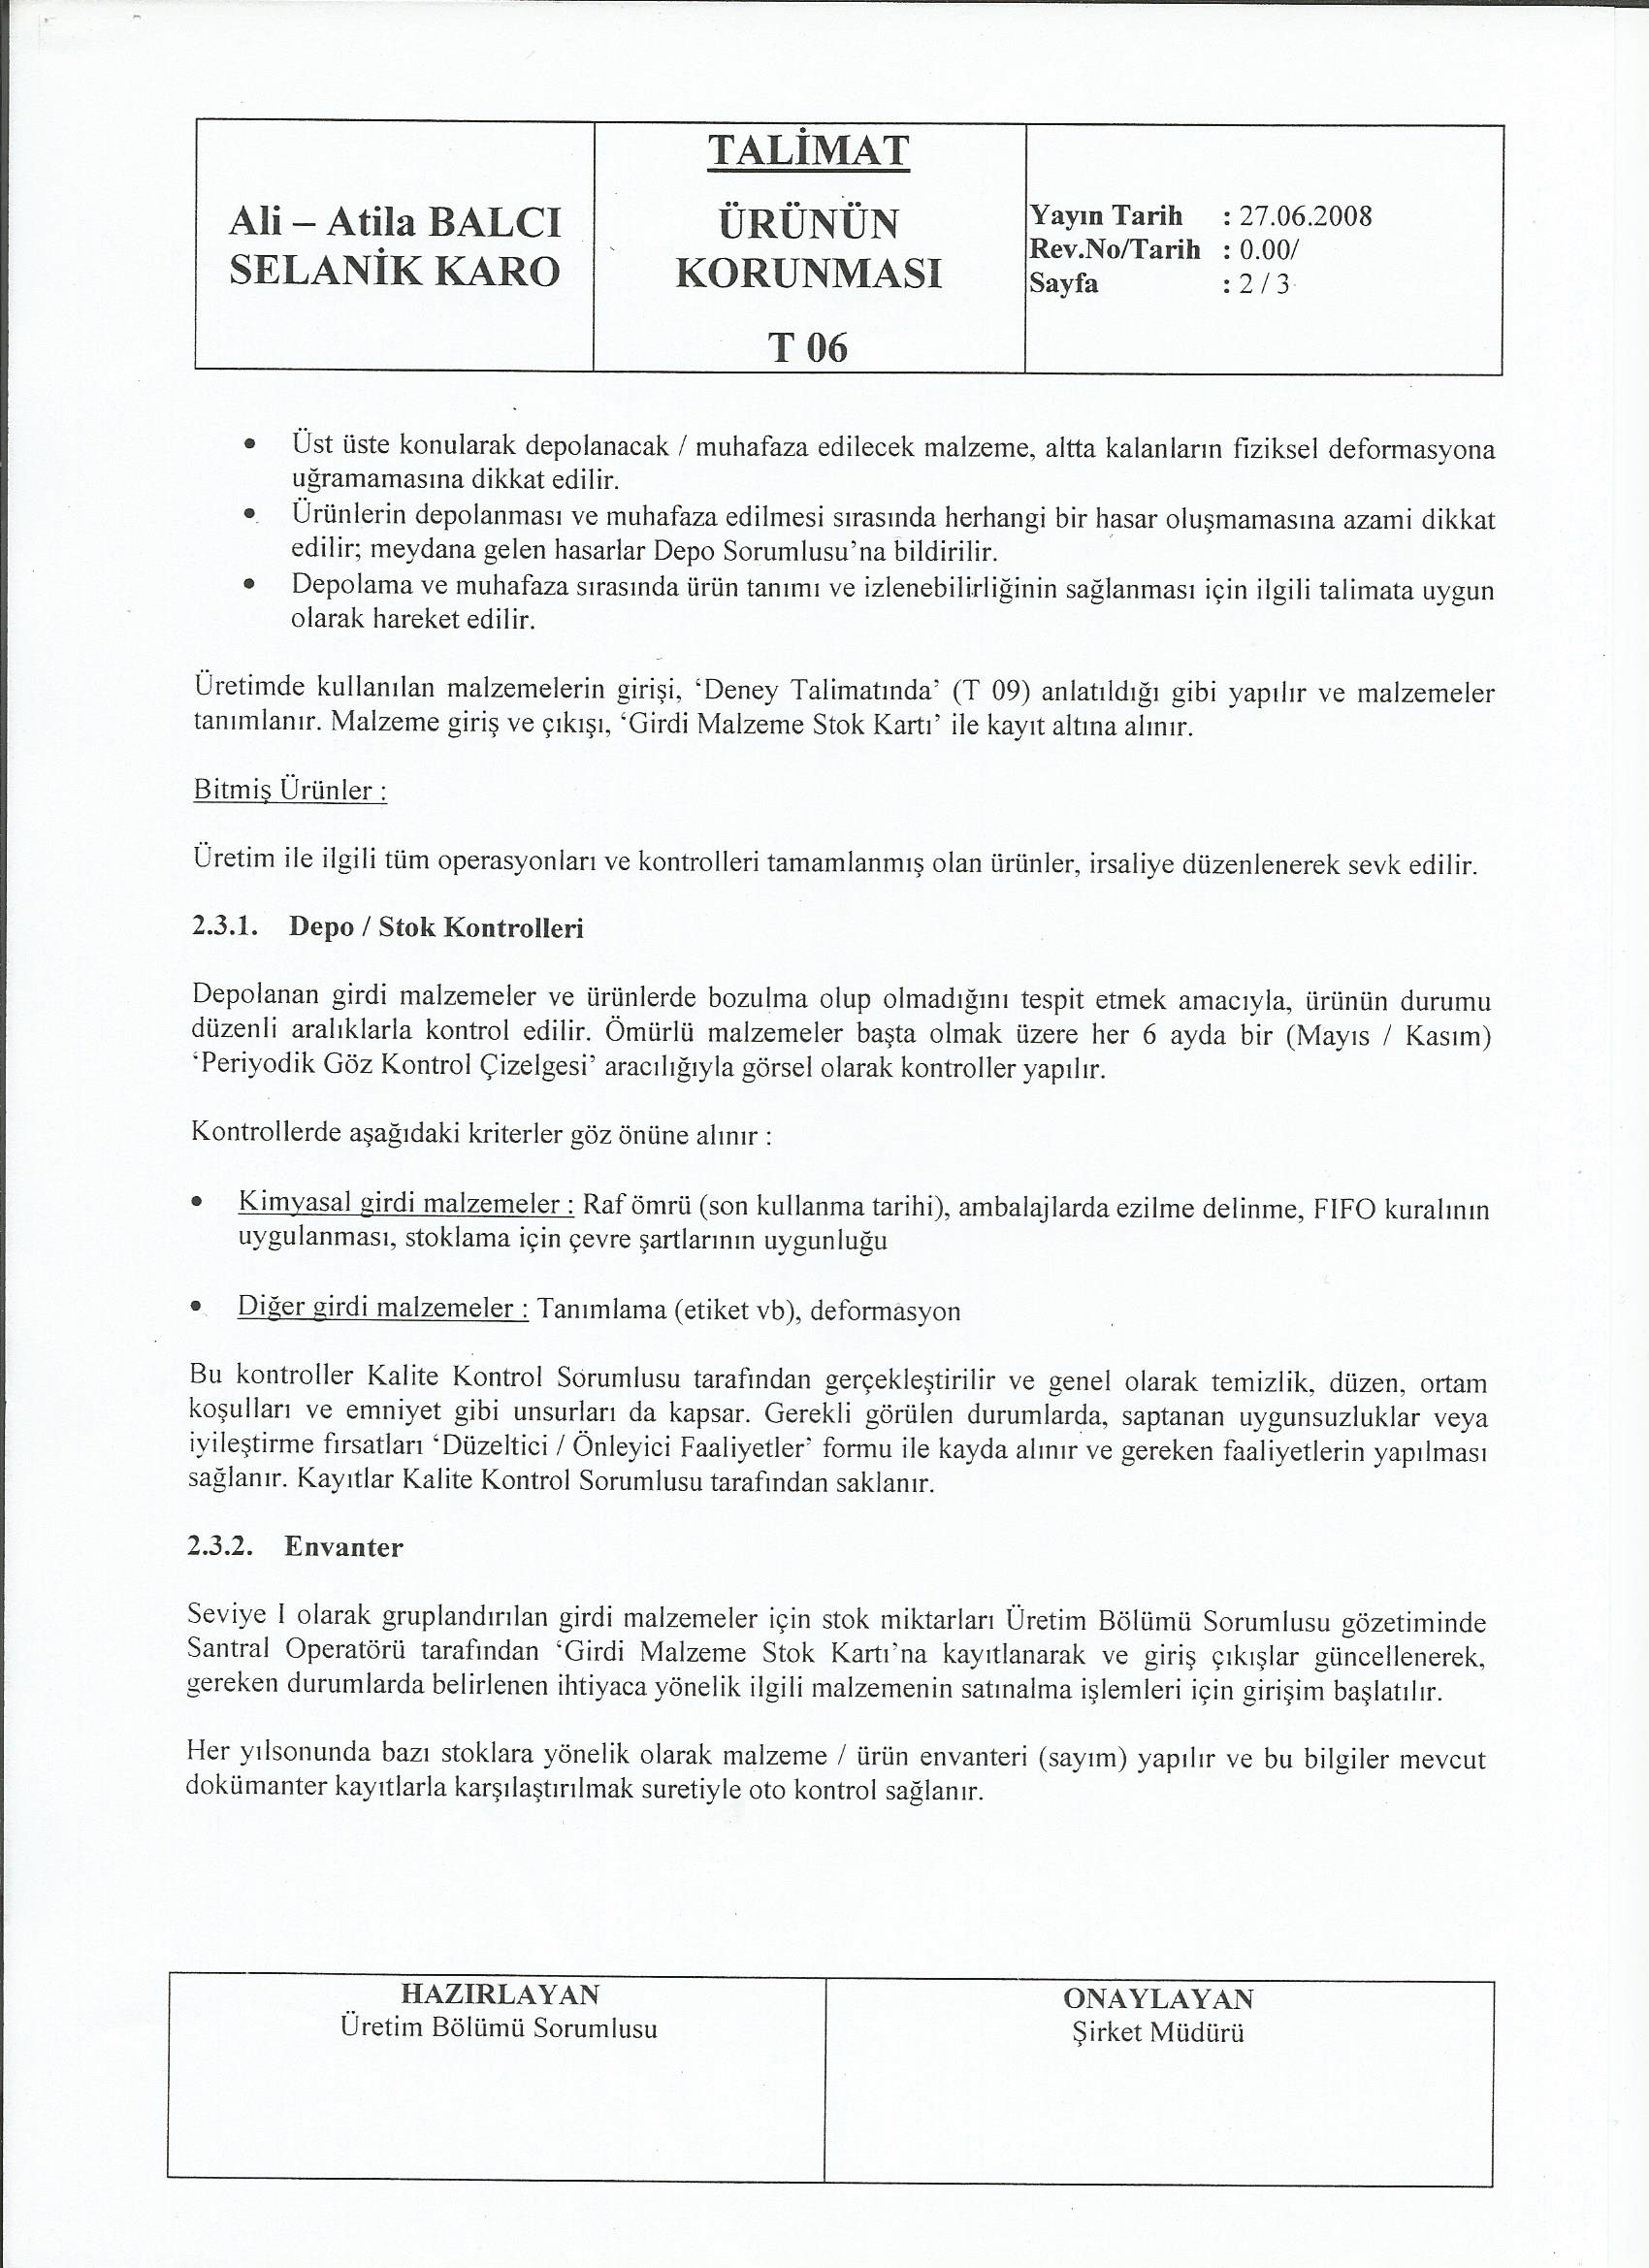 Ali – Atila BALCI
SELANİK KARO
TALİMAT
ÜRÜNÜN
KORUNMASI
T 06
Yayın Tarih : 27.06.2008
Rev.No/Tarih : 0.00/
Sayfa : 2 / 3
• Üst üste konularak depolanacak / muhafaza edilecek malzeme, altta kalanların fiziksel deformasyona
uğramamasına dikkat edilir.
• Ürünlerin depolanması ve muhafaza edilmesi sırasında herhangi bir hasar oluşmamasına azami dikkat
edilir; meydana gelen hasarlar Depo Sorumlusu’na bildirilir.
• Depolama ve muhafaza sırasında ürün tanımı ve izlenebilirliğinin sağlanması için ilgili talimata uygun
olarak hareket edilir.
Üretimde kullanılan malzemelerin girişi, ‘Deney Talimatında’ (T 09) anlatıldığı gibi yapılır ve malzemeler
tanımlanır. Malzeme giriş ve çıkışı, ‘Girdi Malzeme Stok Kartı’ ile kayıt altına alınır.
Bitmiş Ürünler :
Üretim ile ilgili tüm operasyonları ve kontrolleri tamamlanmış olan ürünler, irsaliye düzenlenerek sevk edilir.
2.3.1. Depo / Stok Kontrolleri
Depolanan girdi malzemeler ve ürünlerde bozulma olup olmadığını tespit etmek amacıyla, ürünün durumu
düzenli aralıklarla kontrol edilir. Ömürlü malzemeler başta olmak üzere her 6 ayda bir (Mayıs / Kasım)
‘Periyodik Göz Kontrol Çizelgesi’ aracılığıyla görsel olarak kontroller yapılır.
Kontrollerde aşağıdaki kriterler göz önüne alınır :
• Kimyasal girdi malzemeler : Raf ömrü (son kullanma tarihi), ambalajlarda ezilme delinme, FIFO kuralının
uygulanması, stoklama için çevre şartlarının uygunluğu
• Diğer girdi malzemeler : Tanımlama (etiket vb), deformasyon
Bu kontroller Kalite Kontrol Sorumlusu tarafından gerçekleştirilir ve genel olarak temizlik, düzen, ortam
koşulları ve emniyet gibi unsurları da kapsar. Gerekli görülen durumlarda, saptanan uygunsuzluklar veya
iyileştirme fırsatları ‘Düzeltici / Önleyici Faaliyetler’ formu ile kayda alınır ve gereken faaliyetlerin yapılması
sağlanır. Kayıtlar Kalite Kontrol Sorumlusu tarafından saklanır.
2.3.2. Envanter
Seviye I olarak gruplandırılan girdi malzemeler için stok miktarları Üretim Bölümü Sorumlusu gözetiminde
Santral Operatörü tarafından ‘Girdi Malzeme Stok Kartı’na kayıtlanarak ve giriş çıkışlar güncellenerek,
gereken durumlarda belirlenen ihtiyaca yönelik ilgili malzemenin satınalma işlemleri için girişim başlatılır.
Her yılsonunda bazı stoklara yönelik olarak malzeme / ürün envanteri (sayım) yapılır ve bu bilgiler mevcut
dokümanter kayıtlarla karşılaştırılmak suretiyle oto kontrol sağlanır.
HAZIRLAYAN
Üretim Bölümü Sorumlusu
ONAYLAYAN
Şirket Müdürü